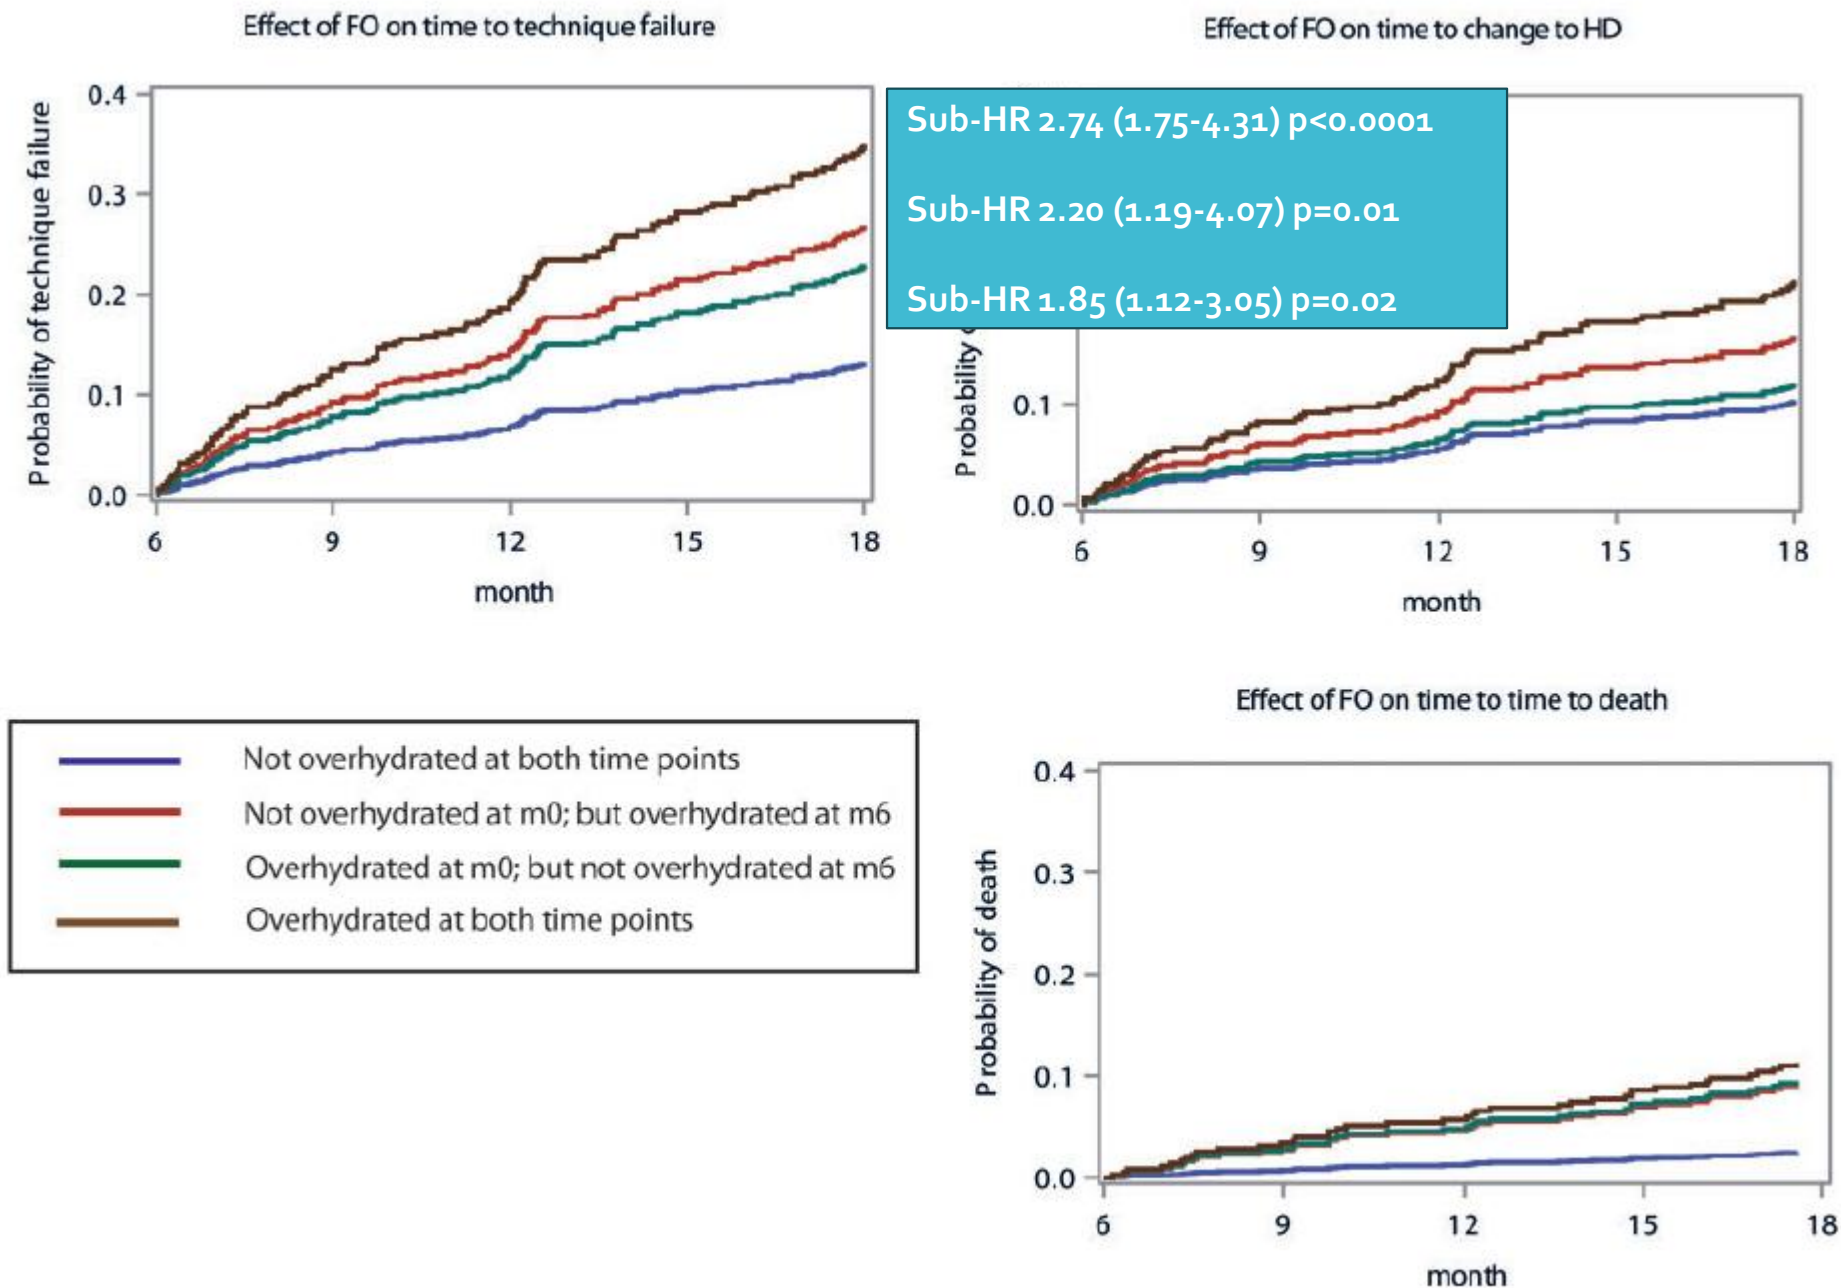 Effect of FO on time to technique failure
Probability of technique failure
0.4
0.3
0.2
0.1
0.0
6 9 12 15 18
month
Effect of FO on time to change to HD
Sub-HR 2.74 (1.75-4.31) p<0.0001
Sub-HR 2.20 (1.19-4.07) p=0.01
Sub-HR 1.85 (1.12-3.05) p=0.02
Probability
0.1
0.0
6 9 12 15 18
month
Not overhydrated at both time points
Not overhydrated at m0; but overhydrated at m6
Overhydrated at m0; but not overhydrated at m6
Overhydrated at both time points
Effect of FO on time to time to death
Probability of death
0.4
0.3
0.2
0.1
0.0
6 9 12 15 18
month